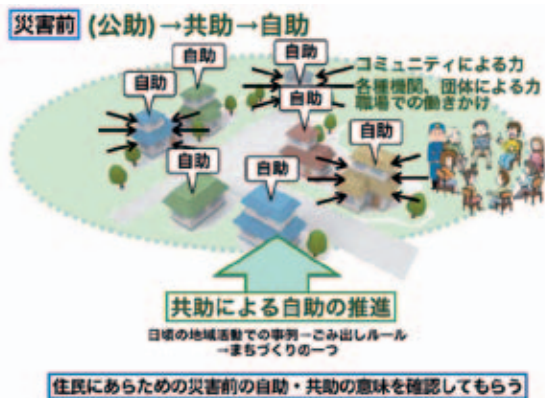 災害前 (公助)→共助→自助
コミュニティによる力
各種機関、団体による力
職場での働きかけ
自助
自助
自助
自助
自助
自助
自助
共助による自助の推進
日頃の地域活動での事例→ごみ出しルール
→まちづくりの一つ
住民にあらための災害前の自助・共助の意味を確認してもらう